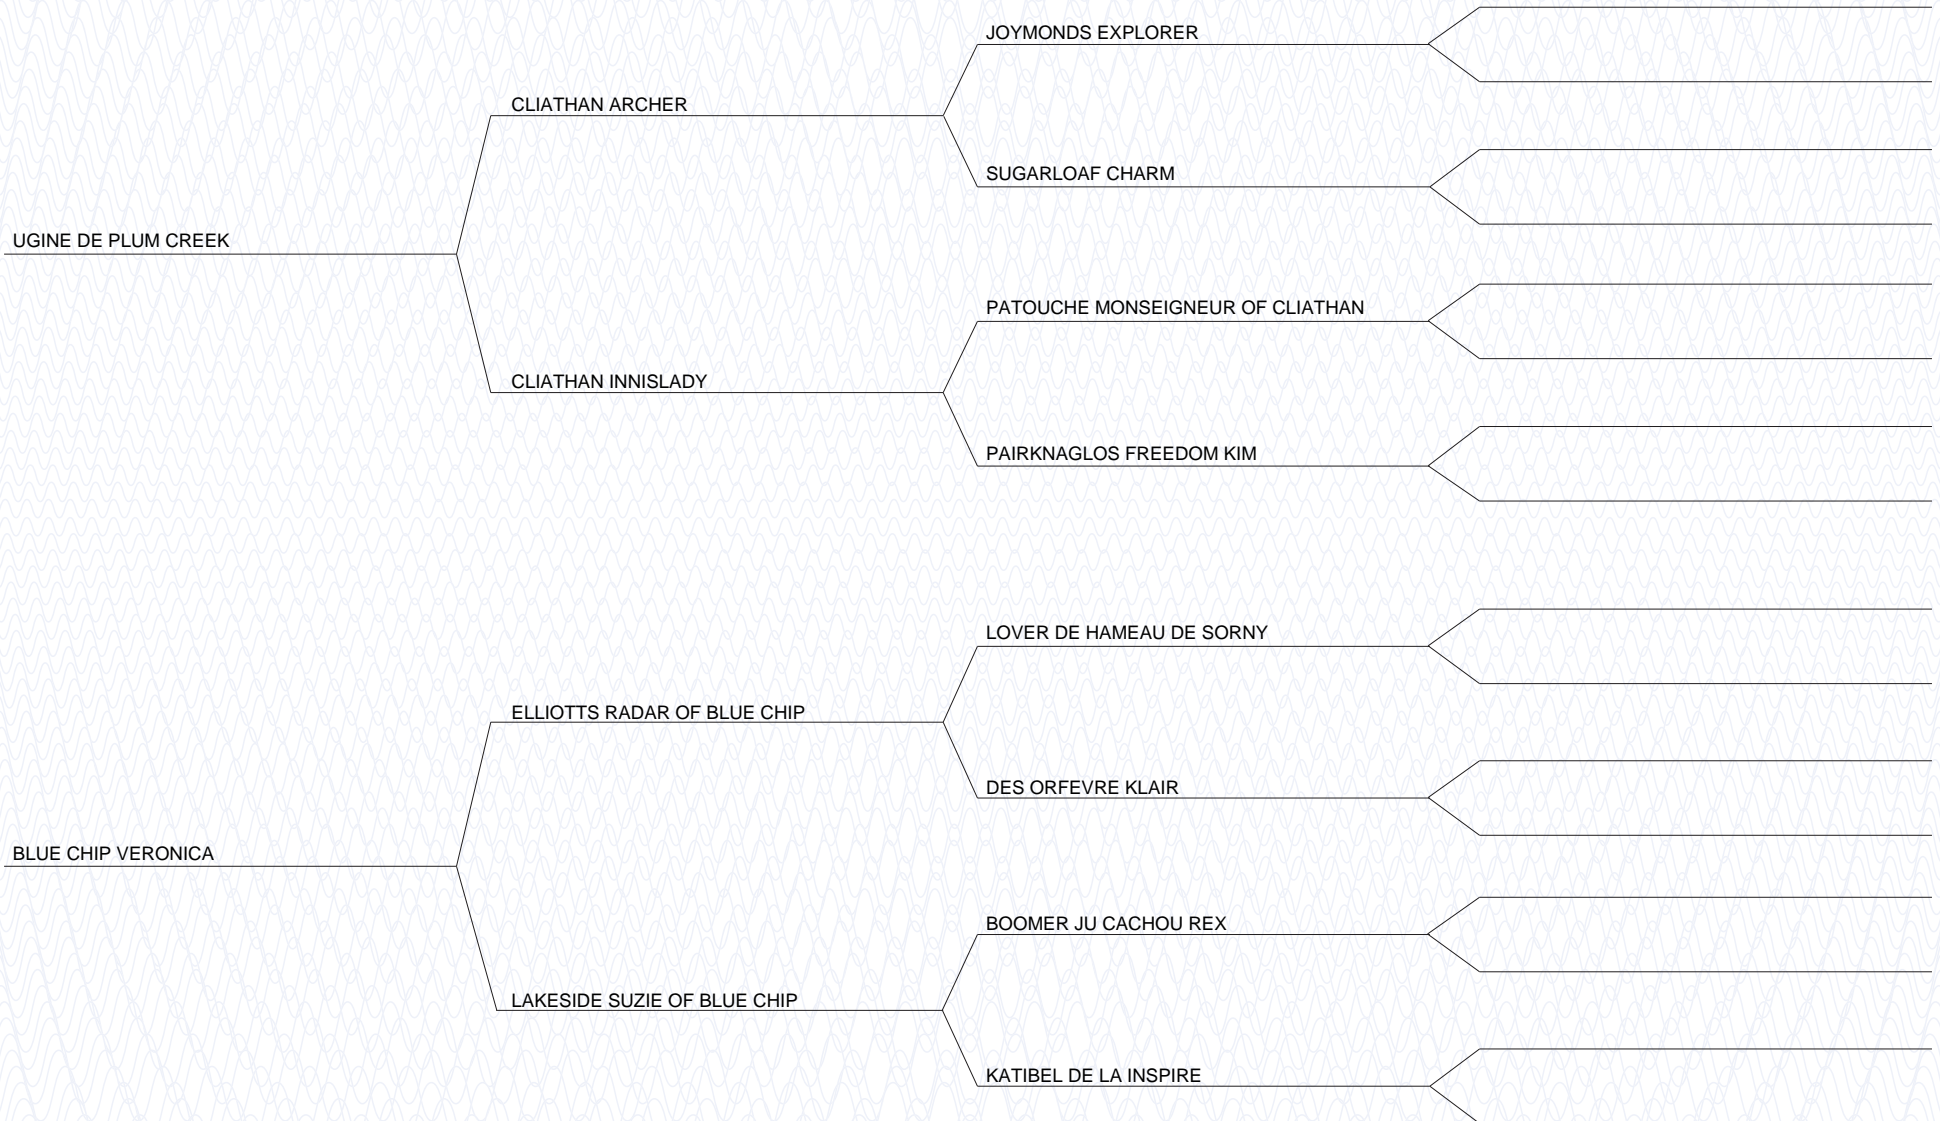 JOYMONDS EXPLORER
CLIATHAN ARCHER
SUGARLOAF CHARM
UGINE DE PLUM CREEK
PATOUCHE MONSEIGNEUR OF CLIATHAN
CLIATHAN INNISLADY
PAIRKNAGLOS FREEDOM KIM
LOVER DE HAMEAU DE SORNY
ELLIOTTS RADAR OF BLUE CHIP
DES ORFEVRE KLAIR
BLUE CHIP VERONICA
BOOMER JU CACHOU REX
LAKESIDE SUZIE OF BLUE CHIP
KATIBEL DE LA INSPIRE